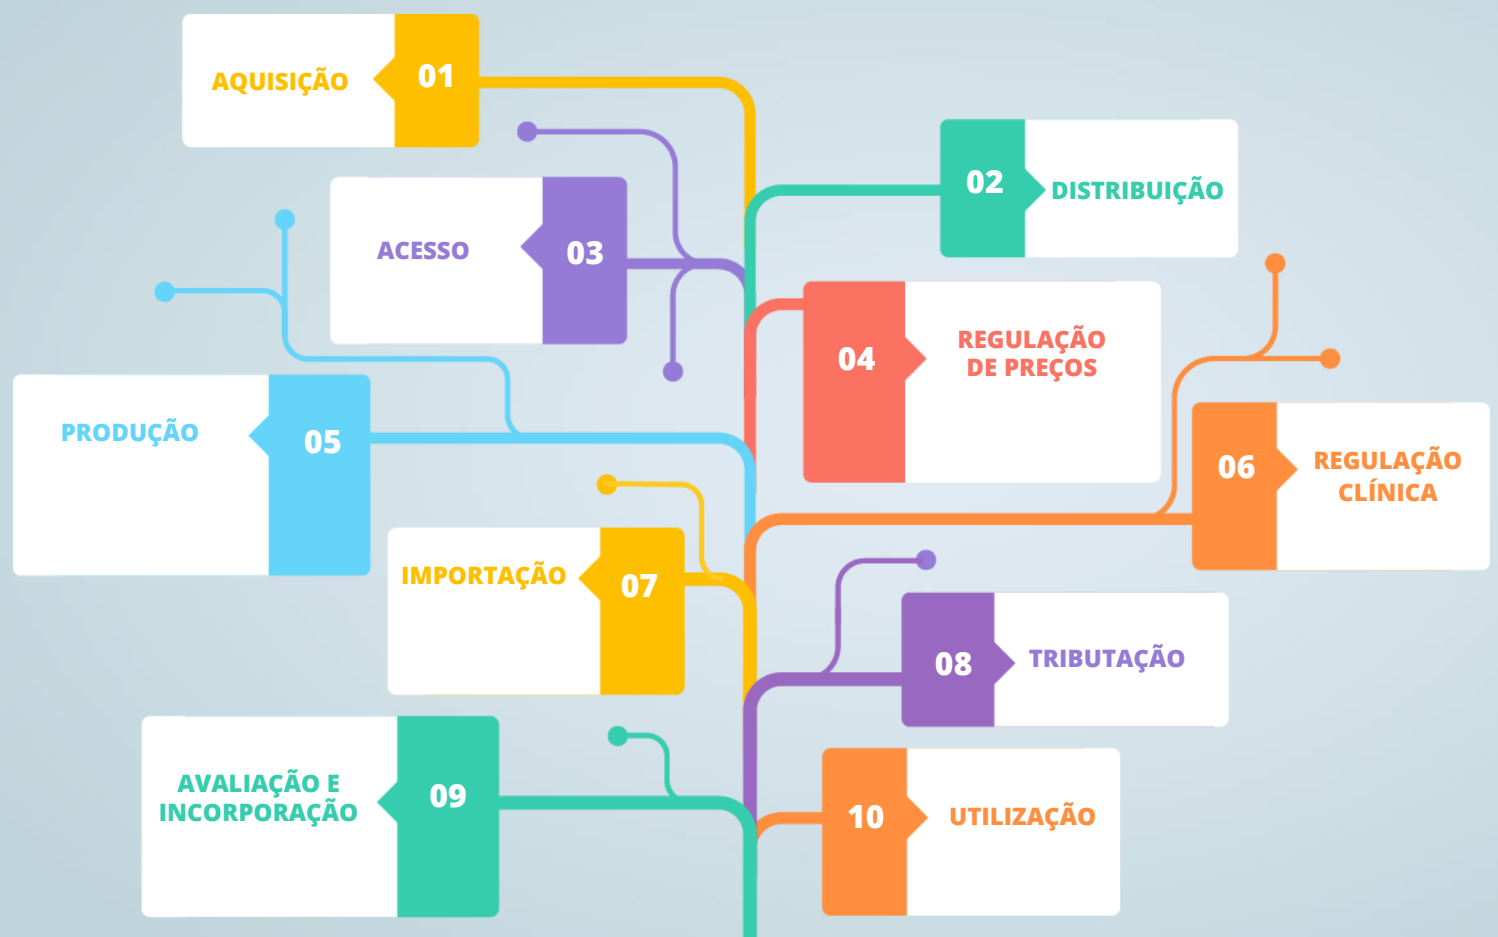 01
AQUISIÇÃO
02
DISTRIBUIÇÃO
03
ACESSO
04
REGULAÇÃO
DE PREÇOS
05
PRODUÇÃO
06
REGULAÇÃO
CLÍNICA
07
IMPORTAÇÃO
08
TRIBUTAÇÃO
09
AVALIAÇÃO E
INCORPORAÇÃO
10
UTILIZAÇÃO